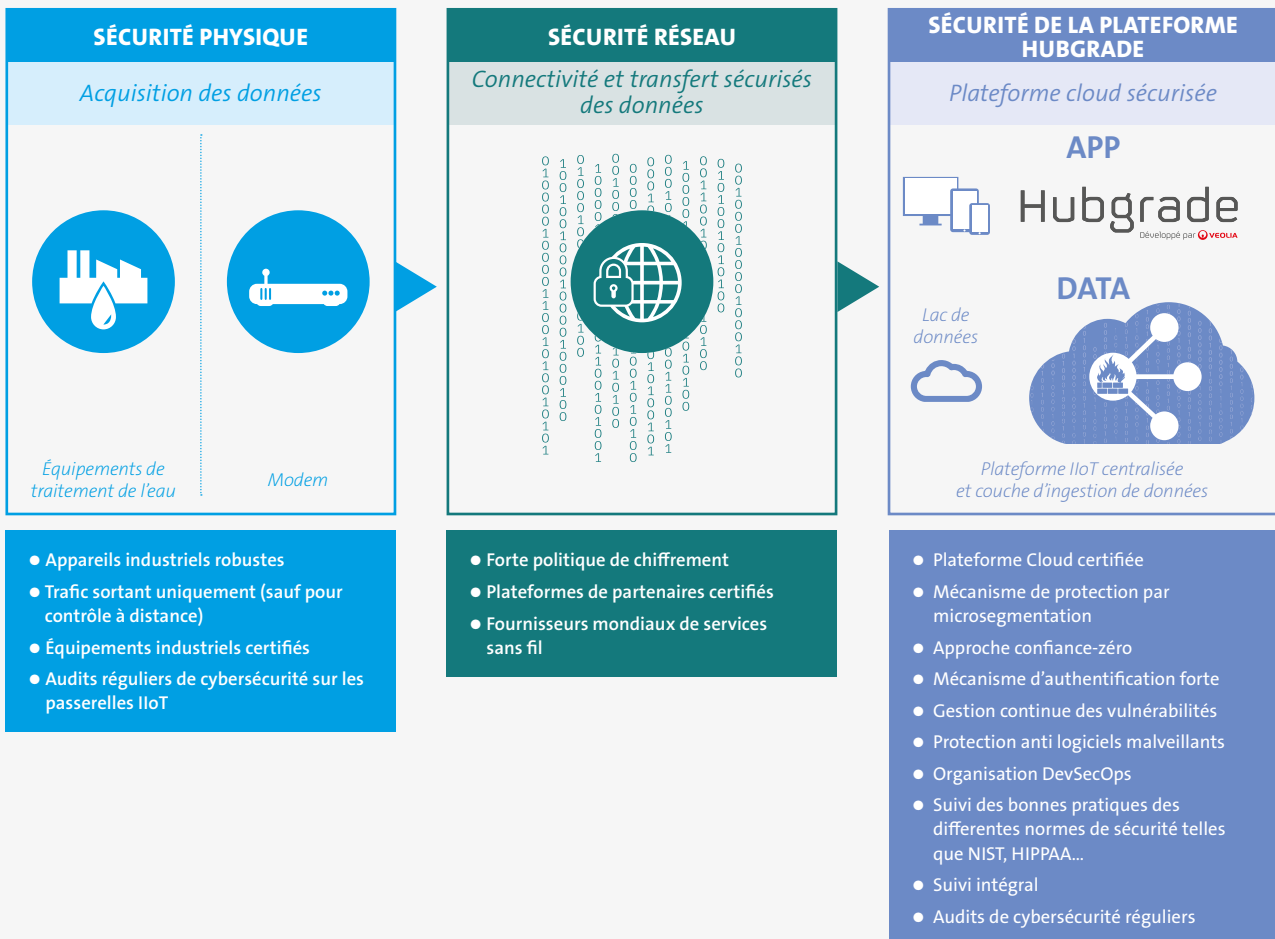 SÉCURITÉ PHYSIQUE
Acquisition des données
Équipements de
traitement de l'eau
Modem
● Appareils industriels robustes
● Trafic sortant uniquement (sauf pour
contrôle à distance)
● Équipements industriels certifiés
● Audits réguliers de cybersécurité sur les
passerelles IIoT
SÉCURITÉ RÉSEAU
Connectivité et transfert sécurisés
des données
● Forte politique de chiffrement
● Plateformes de partenaires certifiés
● Fournisseurs mondiaux de services
sans fil
SÉCURITÉ DE LA PLATEFORME
HUBGRADE
Plateforme cloud sécurisée
APP
Hubgrade
Développé par VEOLIA
DATA
Lac de
données
Plateforme IIoT centralisée
et couche d'ingestion de données
● Plateforme Cloud certifiée
● Mécanisme de protection par
microsegmentation
● Approche confiance-zéro
● Mécanisme d'authentification forte
● Gestion continue des vulnérabilités
● Protection anti logiciels malveillants
● Organisation DevSecOps
● Suivi des bonnes pratiques des
differentes normes de sécurité telles
que NIST, HIPPAA...
● Suivi intégral
● Audits de cybersécurité réguliers